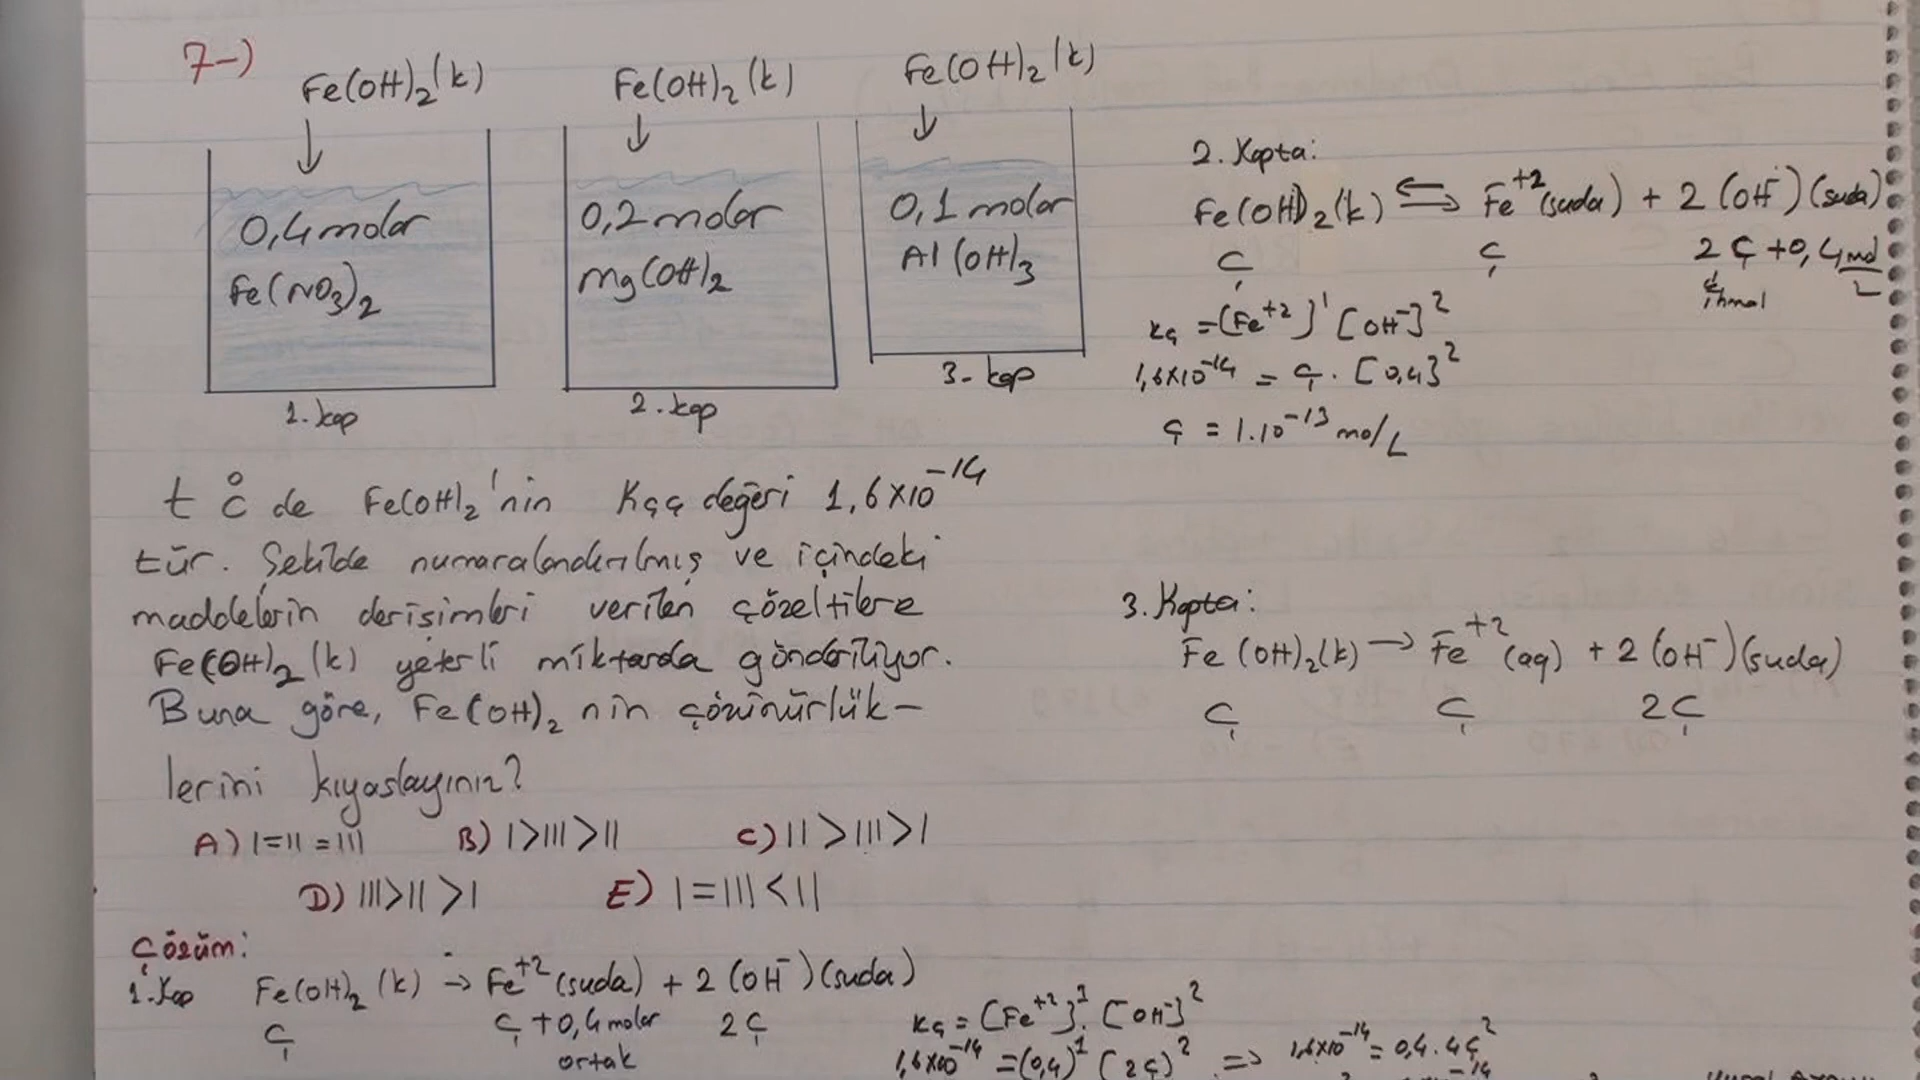 7-)
Fe(OH)₂(k)
Fe(OH)₂(k)
Fe(OH)₂(k)
0,4 molar
Fe(NO₃)₂
1. kap
0,2 molar
Mg(OH)₂
2. kap
0,1 molar
Al(OH)₃
3- kap
t °C de Fe(OH)₂'nin Kçç değeri 1,6x10⁻¹⁴
tür. Şekilde numaralandırılmış ve içindeki
maddelerin derişimleri verilen çözeltilere
Fe(OH)₂(k) yeterli miktarda gönderiliyor.
Buna göre, Fe(OH)₂ nin çözünürlük-
lerini kıyaslayınız?
A) I=II=III B) I>III>II C) II>III>I
D) III>II>I E) I=III<II
Çözüm:
1. Kap Fe(OH)₂(k) → Fe⁺²(suda) + 2(OH⁻)(suda)
Ç Ç+0,4 molar 2Ç
ortak
Kç = [Fe⁺²]¹.[OH⁻]²
1,6x10⁻¹⁴ = (0,4)¹ (2Ç)² => 1,6x10⁻¹⁴ = 0,4.4Ç²
2. Kapta:
Fe(OH)₂(k) ⇌ Fe⁺²(suda) + 2(OH⁻)(suda)
Ç Ç 2Ç+0,4 mol
L
ihmal
Kç = [Fe⁺²]¹[OH⁻]²
1,6x10⁻¹⁴ = Ç.[0,4]²
Ç = 1.10⁻¹³ mol/L
3. Kapta:
Fe(OH)₂(k) → Fe⁺²(aq) + 2(OH⁻)(suda)
Ç Ç 2Ç